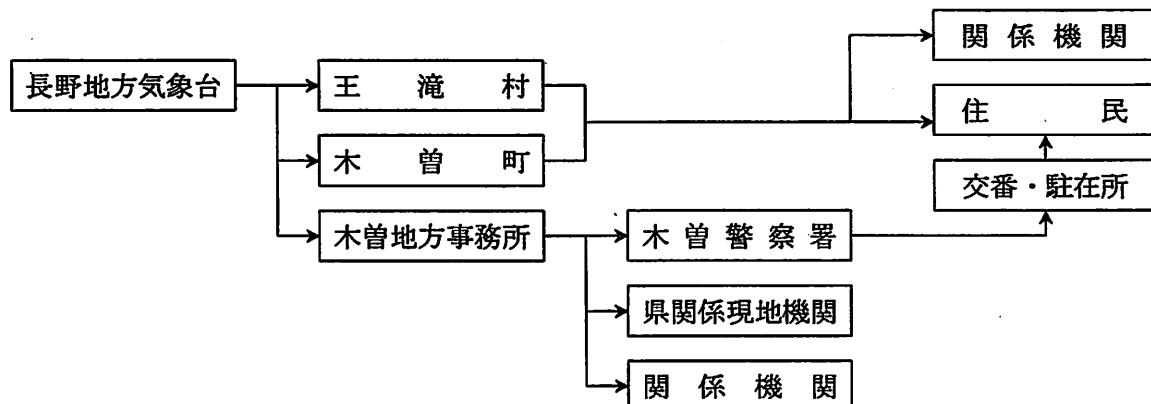 関係機関
長野地方気象台
王滝村
住民
木曽町
交番・駐在所
木曽地方事務所
木曽警察署
県関係現地機関
関係機関